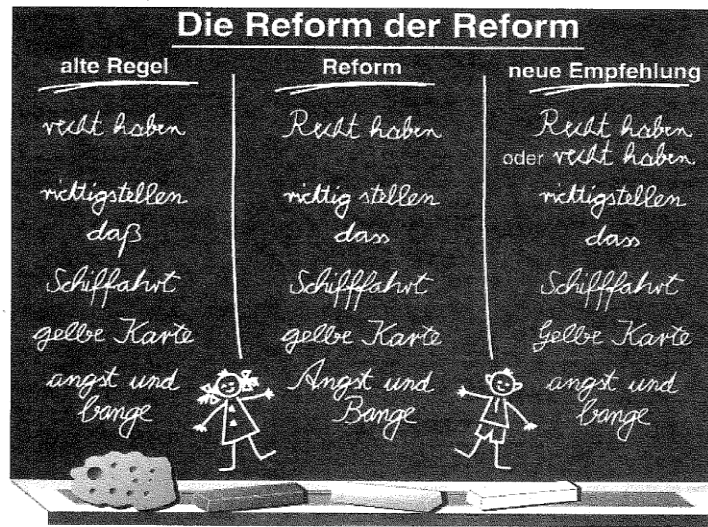 Die Reform der Reform
alte Regel
recht haben
richtigstellen
daß
Schiffahrt
gelbe Karte
angst und
bange
Reform
Recht haben
richtig stellen
dass
Schifffahrt
gelbe Karte
Angst und
Bange
neue Empfehlung
Recht haben
oder recht haben
richtigstellen
dass
Schifffahrt
Gelbe Karte
angst und
bange